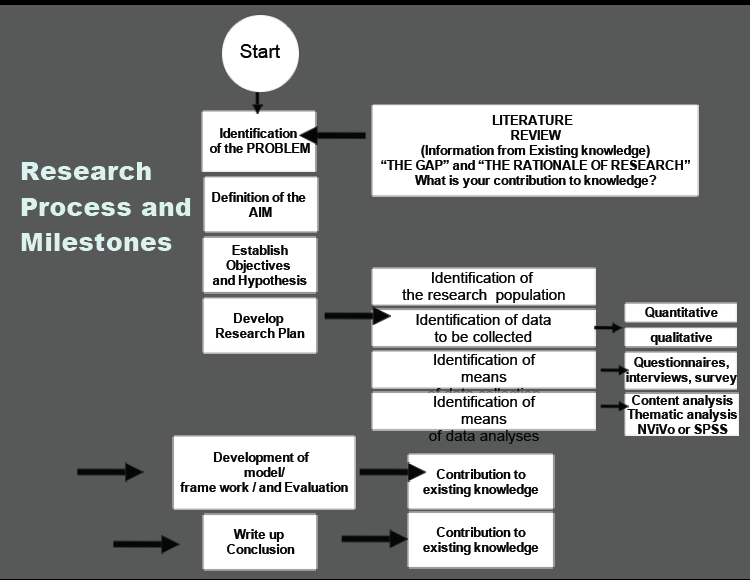 Start
Identification
of the PROBLEM
LITERATURE
REVIEW
(Information from Existing knowledge)
“THE GAP” and “THE RATIONALE OF RESEARCH”
What is your contribution to knowledge?
Research
Process and
Milestones
Definition of the
AIM
Establish
Objectives
and Hypothesis
Develop
Research Plan
Identification of
the research population
Identification of data
to be collected
Quantitative
qualitative
Identification of
means
of data collection
Questionnaires,
interviews, survey
Identification of
means
of data analyses
Content analysis
Thematic analysis
NViVo or SPSS
Development of
model/
frame work / and Evaluation
Contribution to
existing knowledge
Write up
Conclusion
Contribution to
existing knowledge